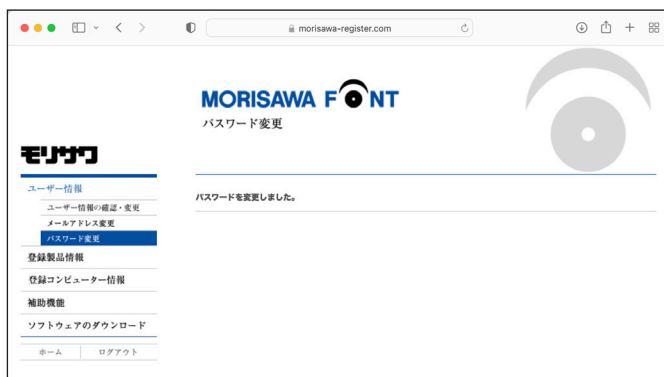 morisawa-register.com
MORISAWA FONT
パスワード変更
モリサワ
ユーザー情報
ユーザー情報の確認・変更
メールアドレス変更
パスワード変更
登録製品情報
登録コンピューター情報
補助機能
ソフトウェアのダウンロード
ホーム ログアウト
パスワードを変更しました。